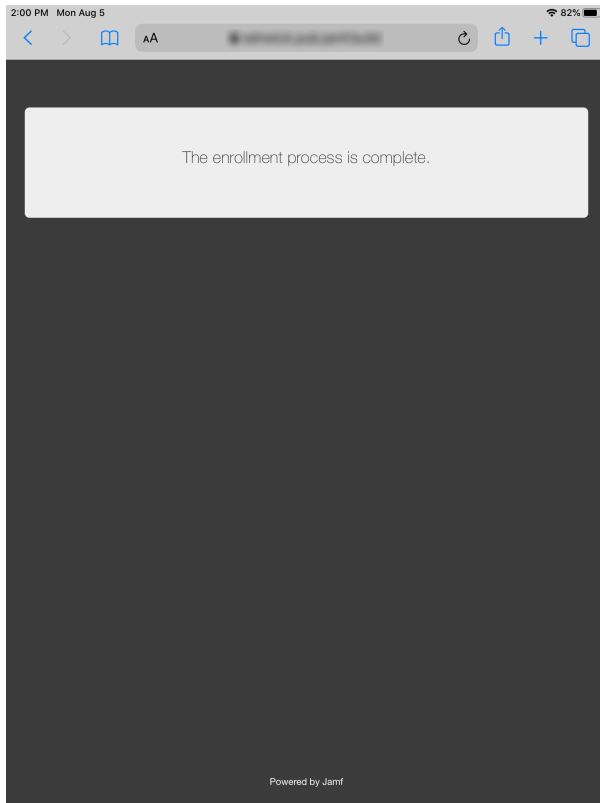 2:00 PM Mon Aug 5 82%
AA
The enrollment process is complete.
Powered by Jamf